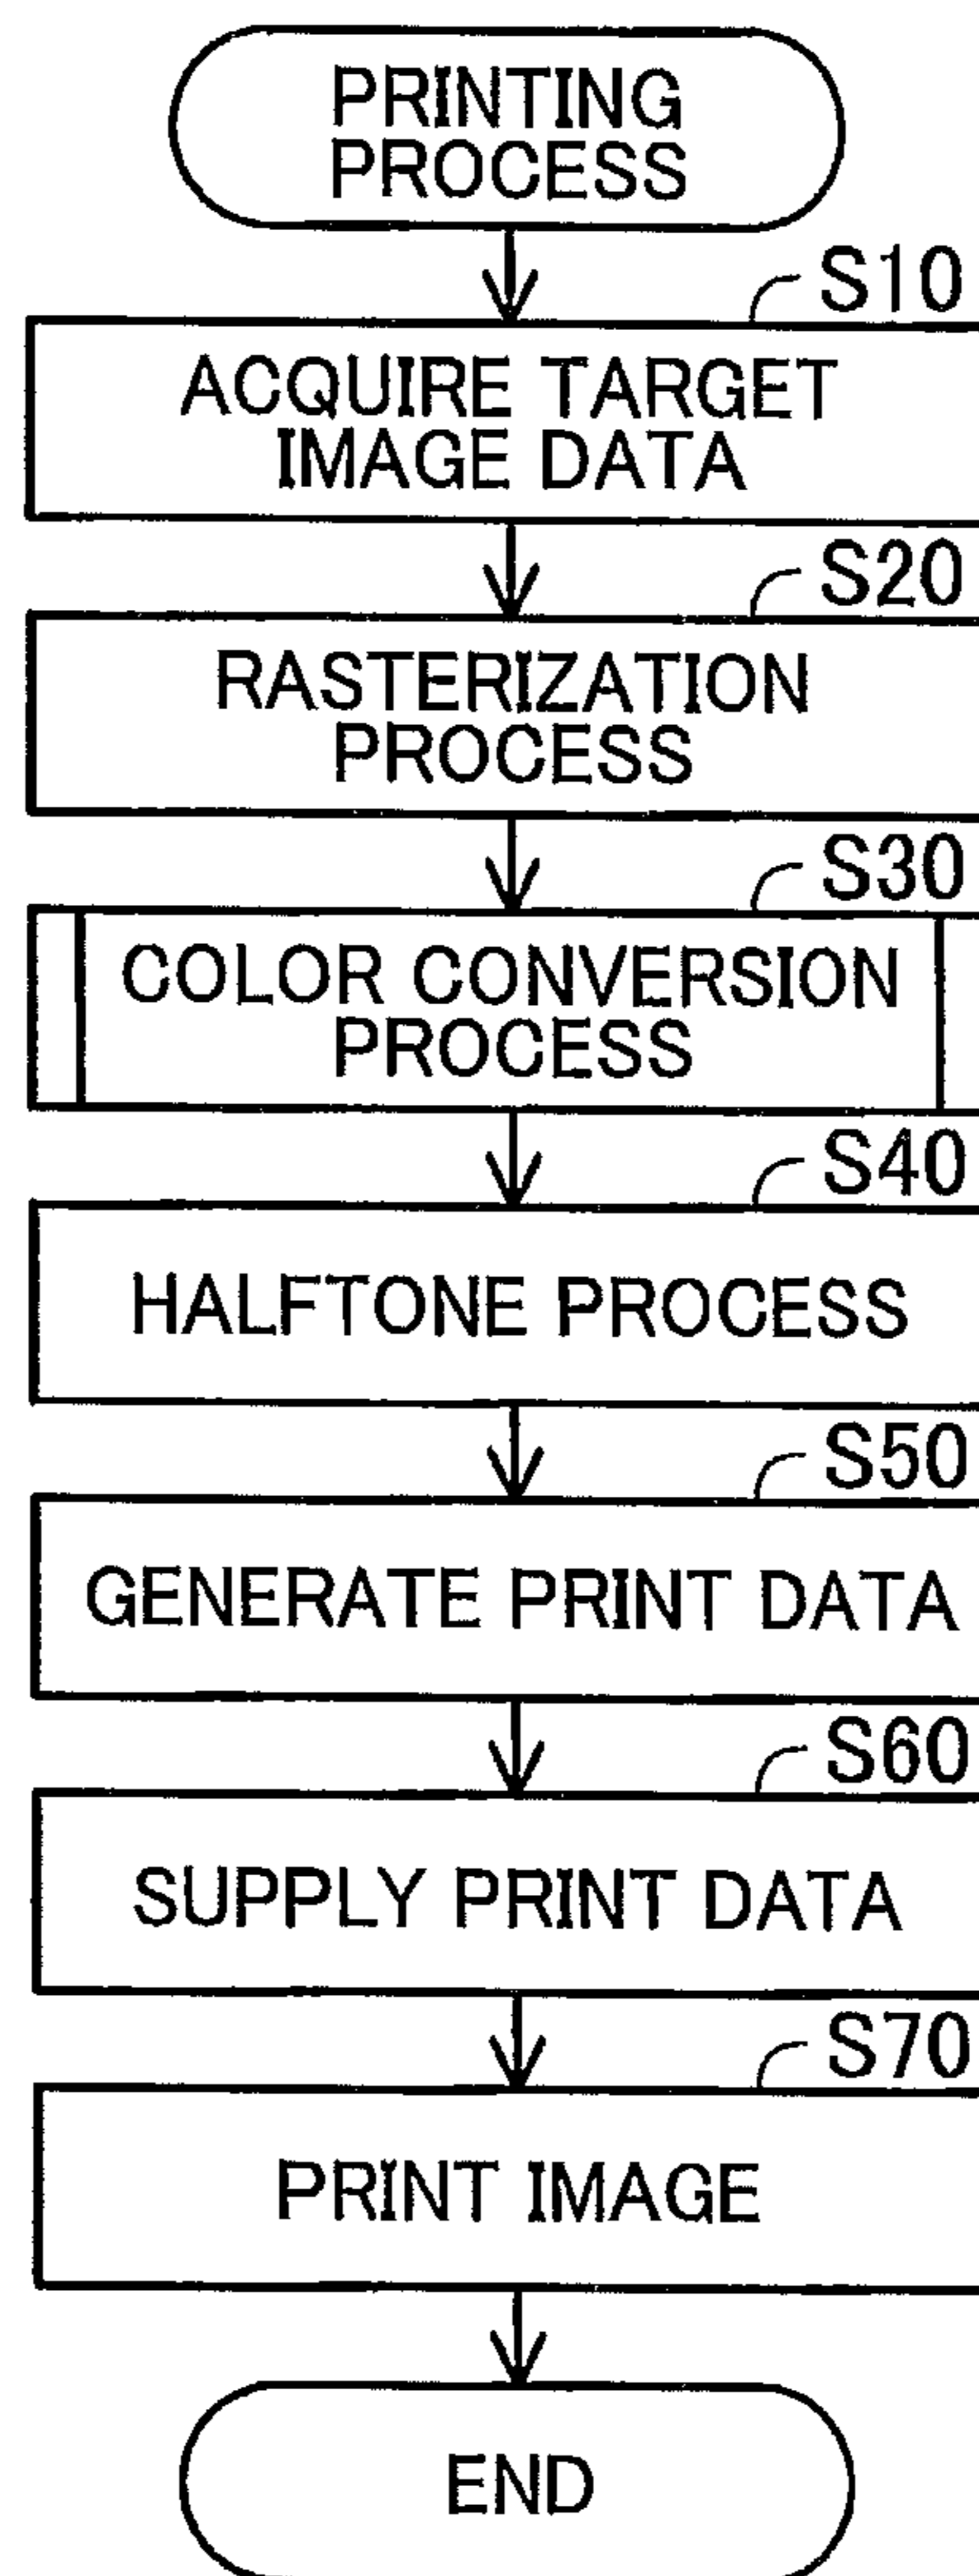 PRINTING
PROCESS
S10
ACQUIRE TARGET
IMAGE DATA
S20
RASTERIZATION
PROCESS
S30
COLOR CONVERSION
PROCESS
S40
HALFTONE PROCESS
S50
GENERATE PRINT DATA
S60
SUPPLY PRINT DATA
S70
PRINT IMAGE
END